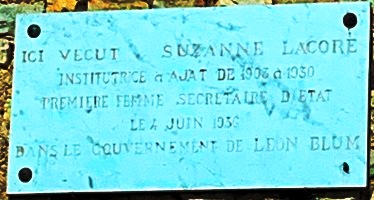 ICI VECUT SUZANNE LACORE
INSTITUTRICE à AJAT DE 1903 à 1930
PREMIERE FEMME SECRETAIRE D'ETAT
LE 4 JUIN 1936
DANS LE GOUVERNEMENT DE LEON BLUM